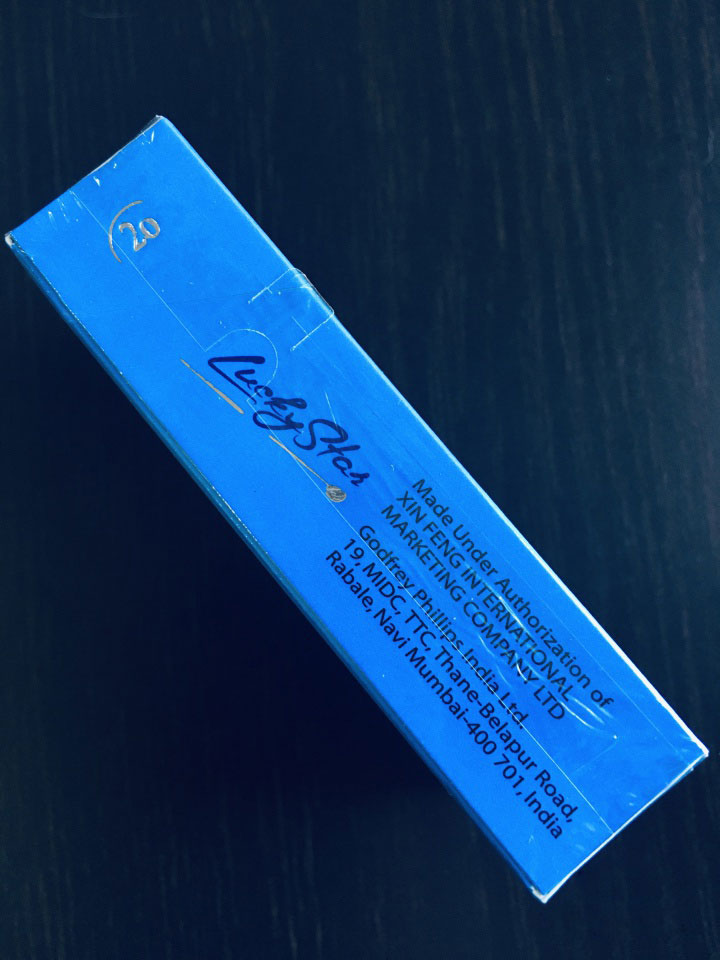 20
Lucky Star
Made Under Authorization of
XIN FENG INTERNATIONAL
MARKETING COMPANY LTD
Godfrey Phillips India Ltd.
19, MIDC, TTC, Thane-Belapur Road,
Rabale, Navi Mumbai-400 701, India